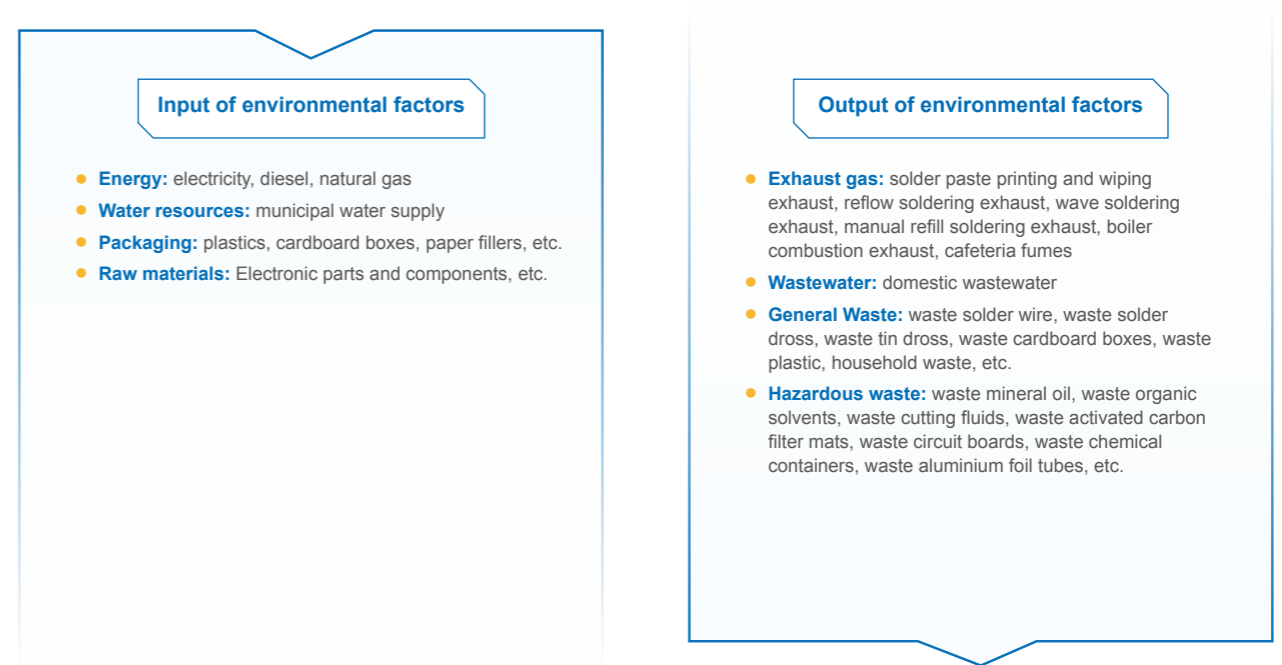 Input of environmental factors
Energy: electricity, diesel, natural gas
Water resources: municipal water supply
Packaging: plastics, cardboard boxes, paper fillers, etc.
Raw materials: Electronic parts and components, etc.
Output of environmental factors
Exhaust gas: solder paste printing and wiping
exhaust, reflow soldering exhaust, wave soldering
exhaust, manual refill soldering exhaust, boiler
combustion exhaust, cafeteria fumes
Wastewater: domestic wastewater
General Waste: waste solder wire, waste solder
dross, waste tin dross, waste cardboard boxes, waste
plastic, household waste, etc.
Hazardous waste: waste mineral oil, waste organic
solvents, waste cutting fluids, waste activated carbon
filter mats, waste circuit boards, waste chemical
containers, waste aluminium foil tubes, etc.